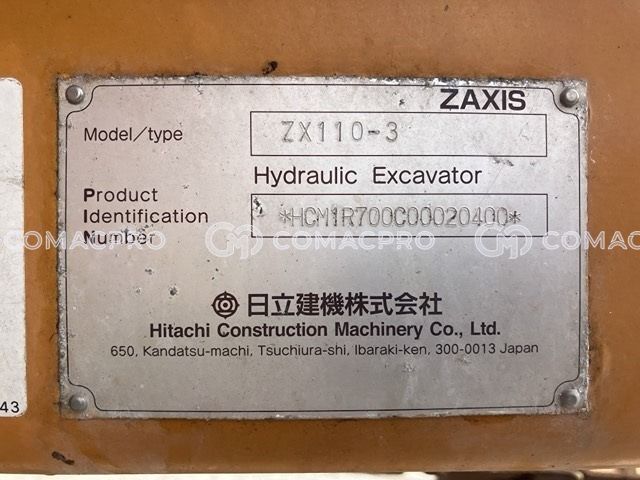 ZAXIS
Model/type ZX110-3
Hydraulic Excavator
Product
Identification *HCM1R700C00020400*
Number
COMACPRO COMACPRO COMACPRO
日立建機株式会社
Hitachi Construction Machinery Co., Ltd.
650, Kandatsu-machi, Tsuchiura-shi, Ibaraki-ken, 300-0013 Japan
43